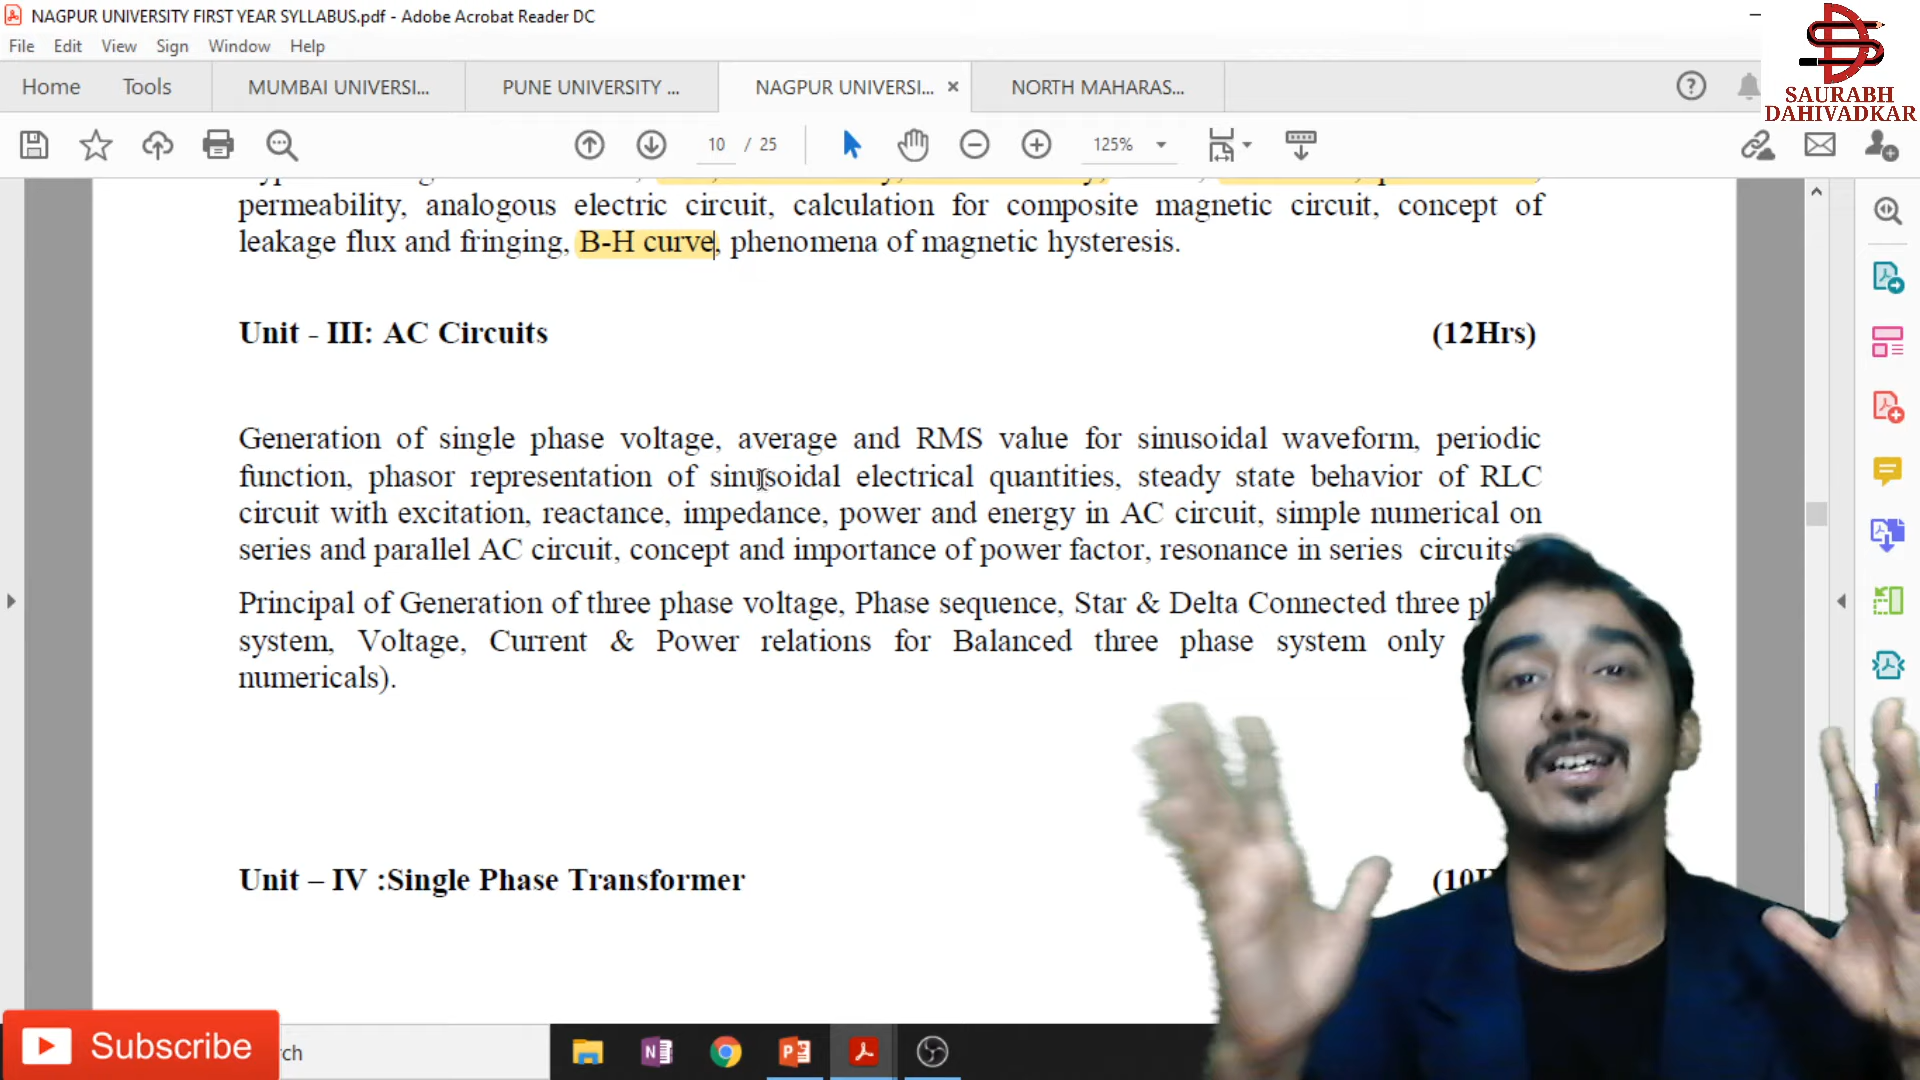 NAGPUR UNIVERSITY FIRST YEAR SYLLABUS.pdf - Adobe Acrobat Reader DC
File Edit View Sign Window Help
Home Tools MUMBAI UNIVERSI... PUNE UNIVERSITY ... NAGPUR UNIVERSI... × NORTH MAHARAS...
SAURABH
DAHIVADKAR
10 / 25 125%
permeability, analogous electric circuit, calculation for composite magnetic circuit, concept of
leakage flux and fringing, B-H curve, phenomena of magnetic hysteresis.
Unit - III: AC Circuits (12Hrs)
Generation of single phase voltage, average and RMS value for sinusoidal waveform, periodic
function, phasor representation of sinusoidal electrical quantities, steady state behavior of RLC
circuit with excitation, reactance, impedance, power and energy in AC circuit, simple numerical on
series and parallel AC circuit, concept and importance of power factor, resonance in series circuits
Principal of Generation of three phase voltage, Phase sequence, Star & Delta Connected three
system, Voltage, Current & Power relations for Balanced three phase system only
numericals).
Unit – IV :Single Phase Transformer (10
Subscribe